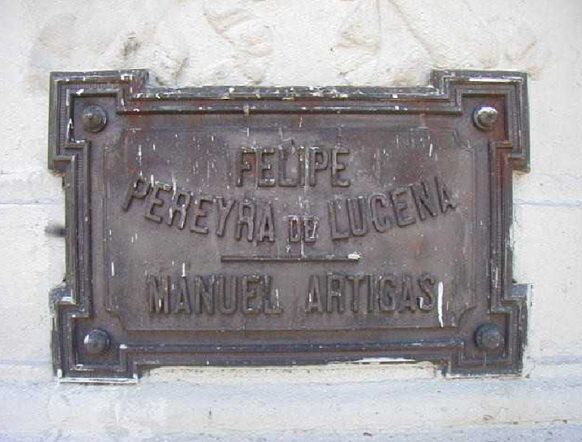 FELIPE
PEREYRA DE LUCENA
MANUEL ARTIGAS